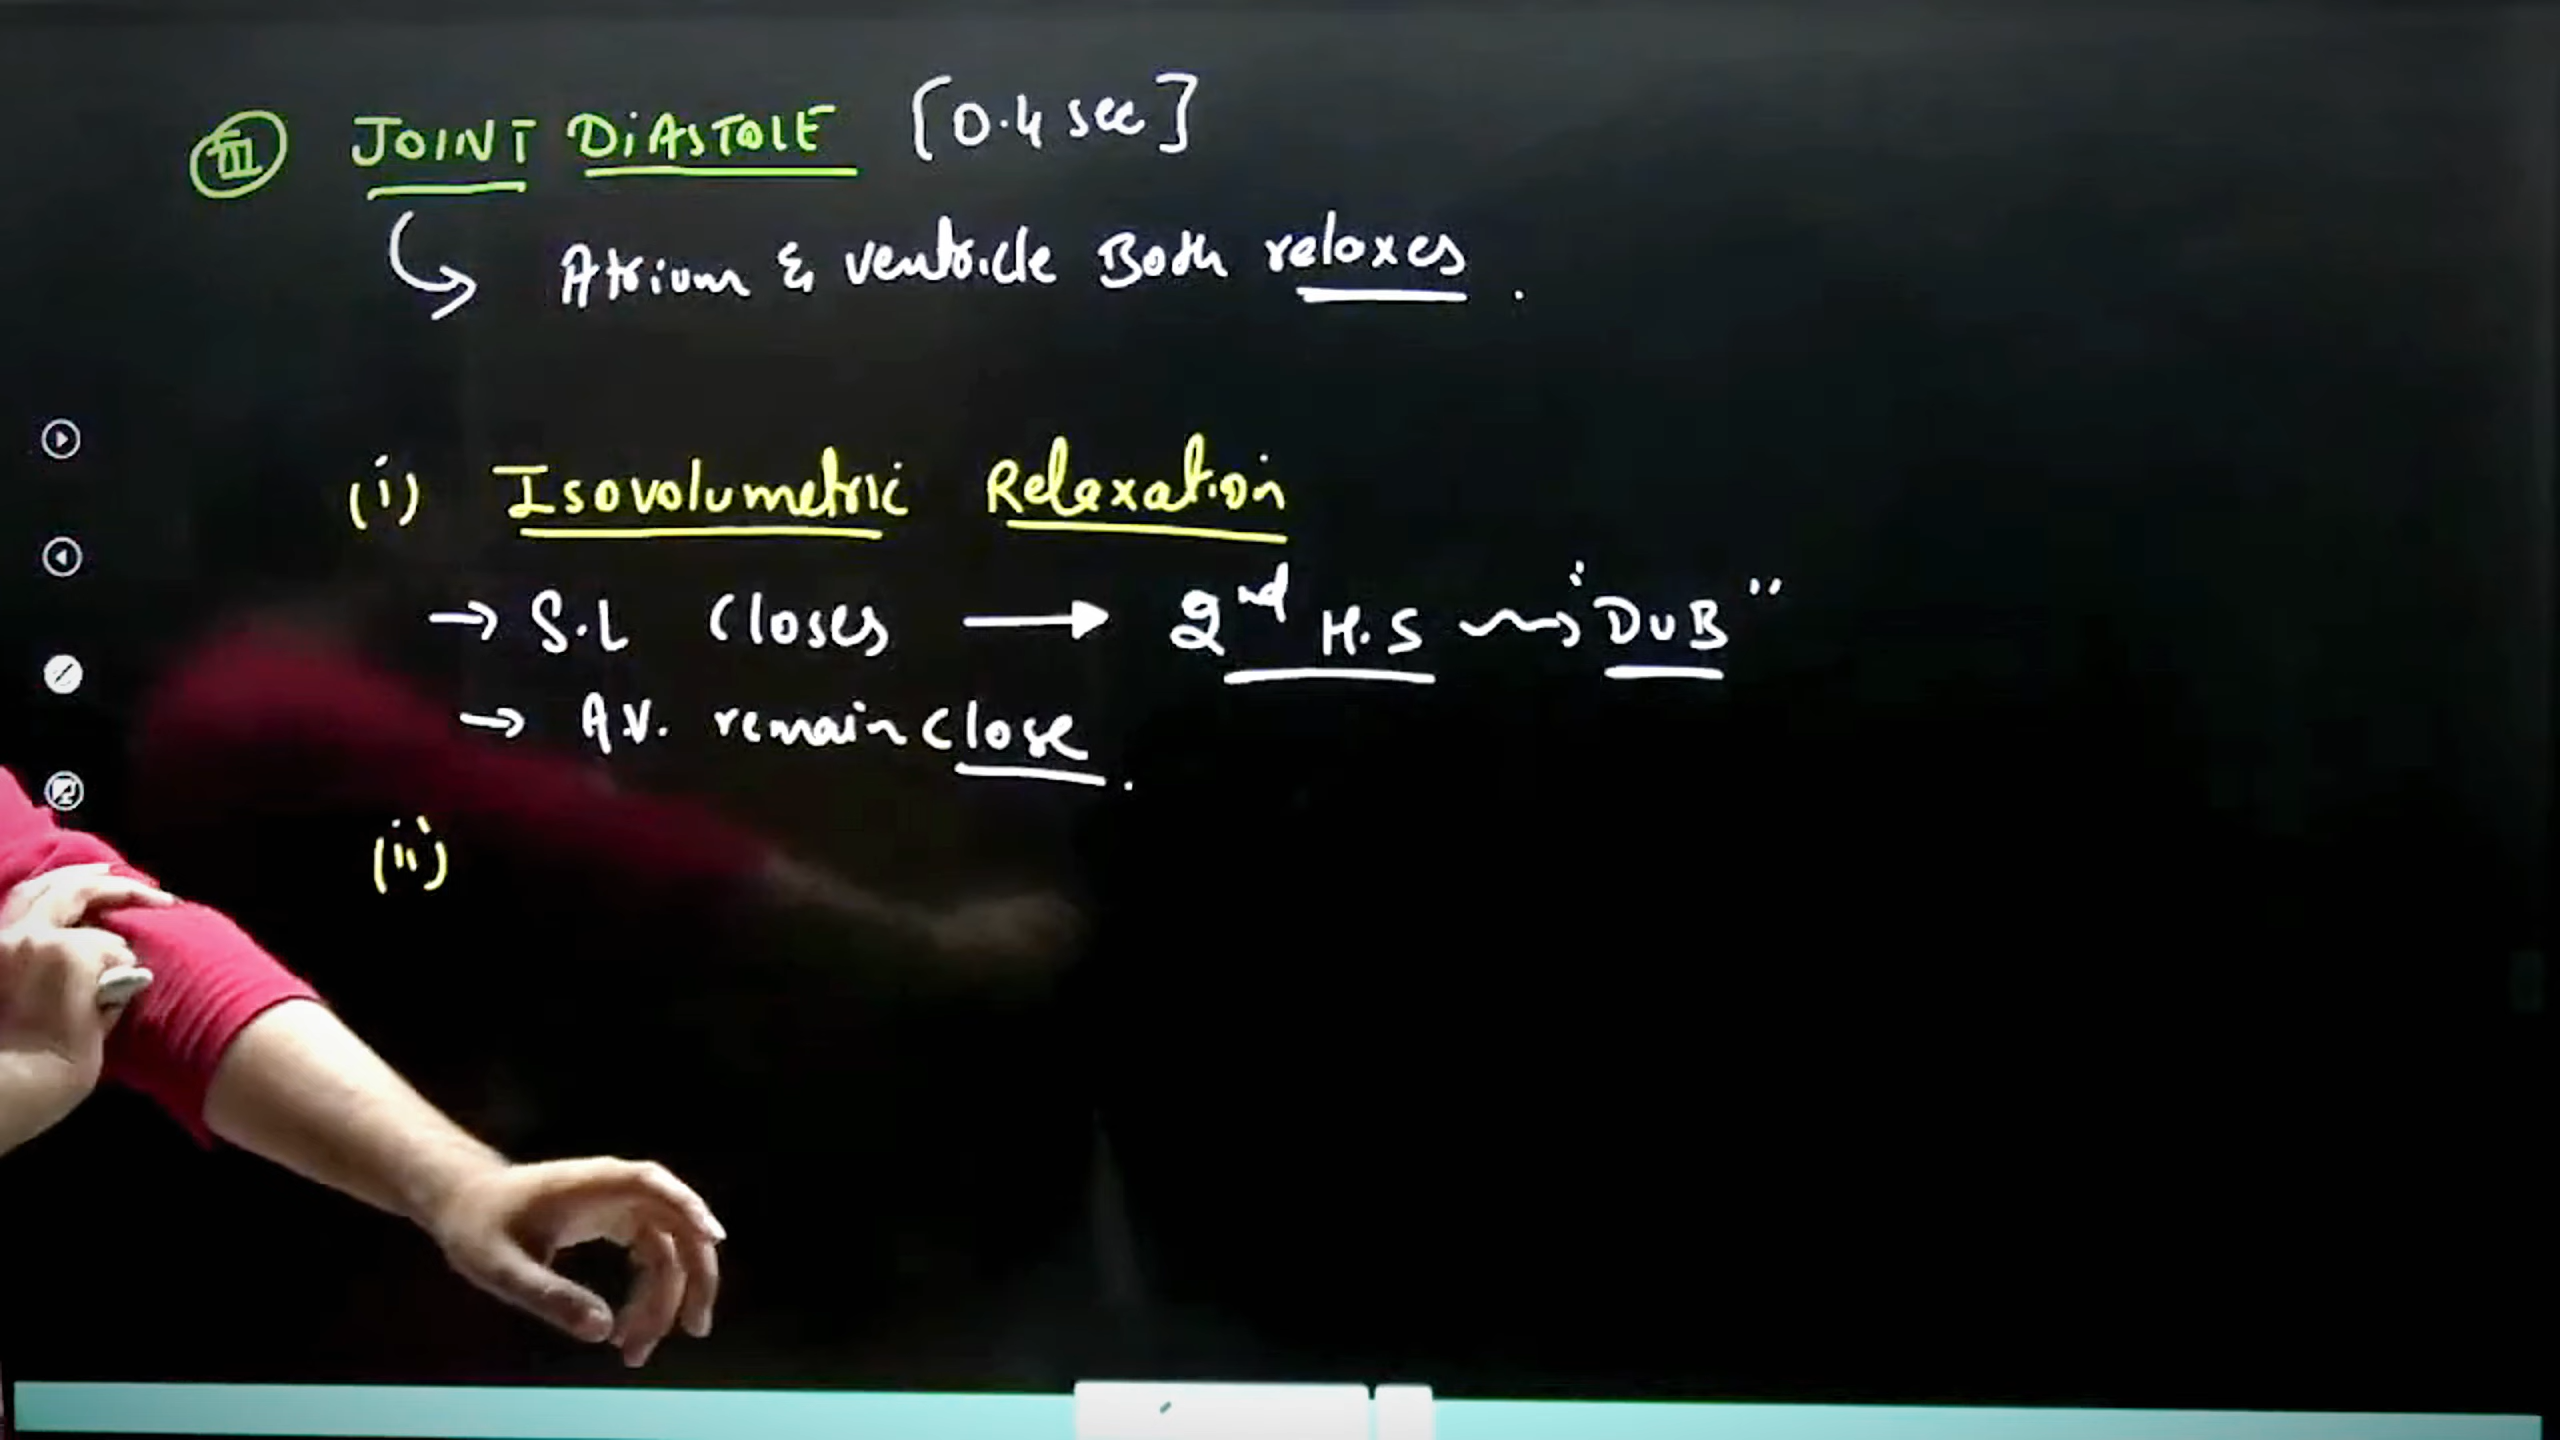 III JOINT DiASTOLE [0.4 sec]
Atrium & ventricle Both relaxes.
(i) Isovolumetric Relaxation
→ S.L closes → 2nd H.S ⇝ "DUB"
→ A.V. remain close.
(ii)